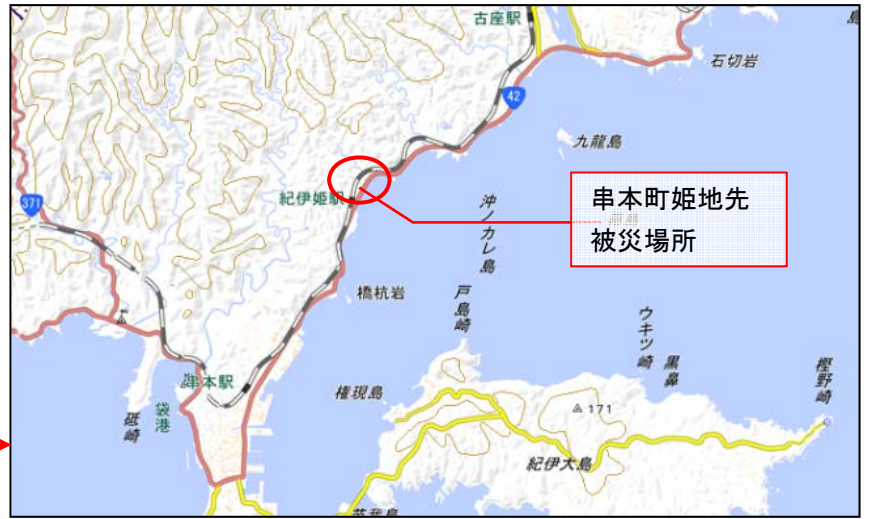 古座駅
島
石切岩
42
九龍島
串本町姫地先
被災場所
紀伊姫駅
371
沖ノカレ島
橋杭岩
戸島崎
ウキツ崎
黒鼻
樫野崎
串本駅
権現島
171
袋港
砥崎
紀伊大島